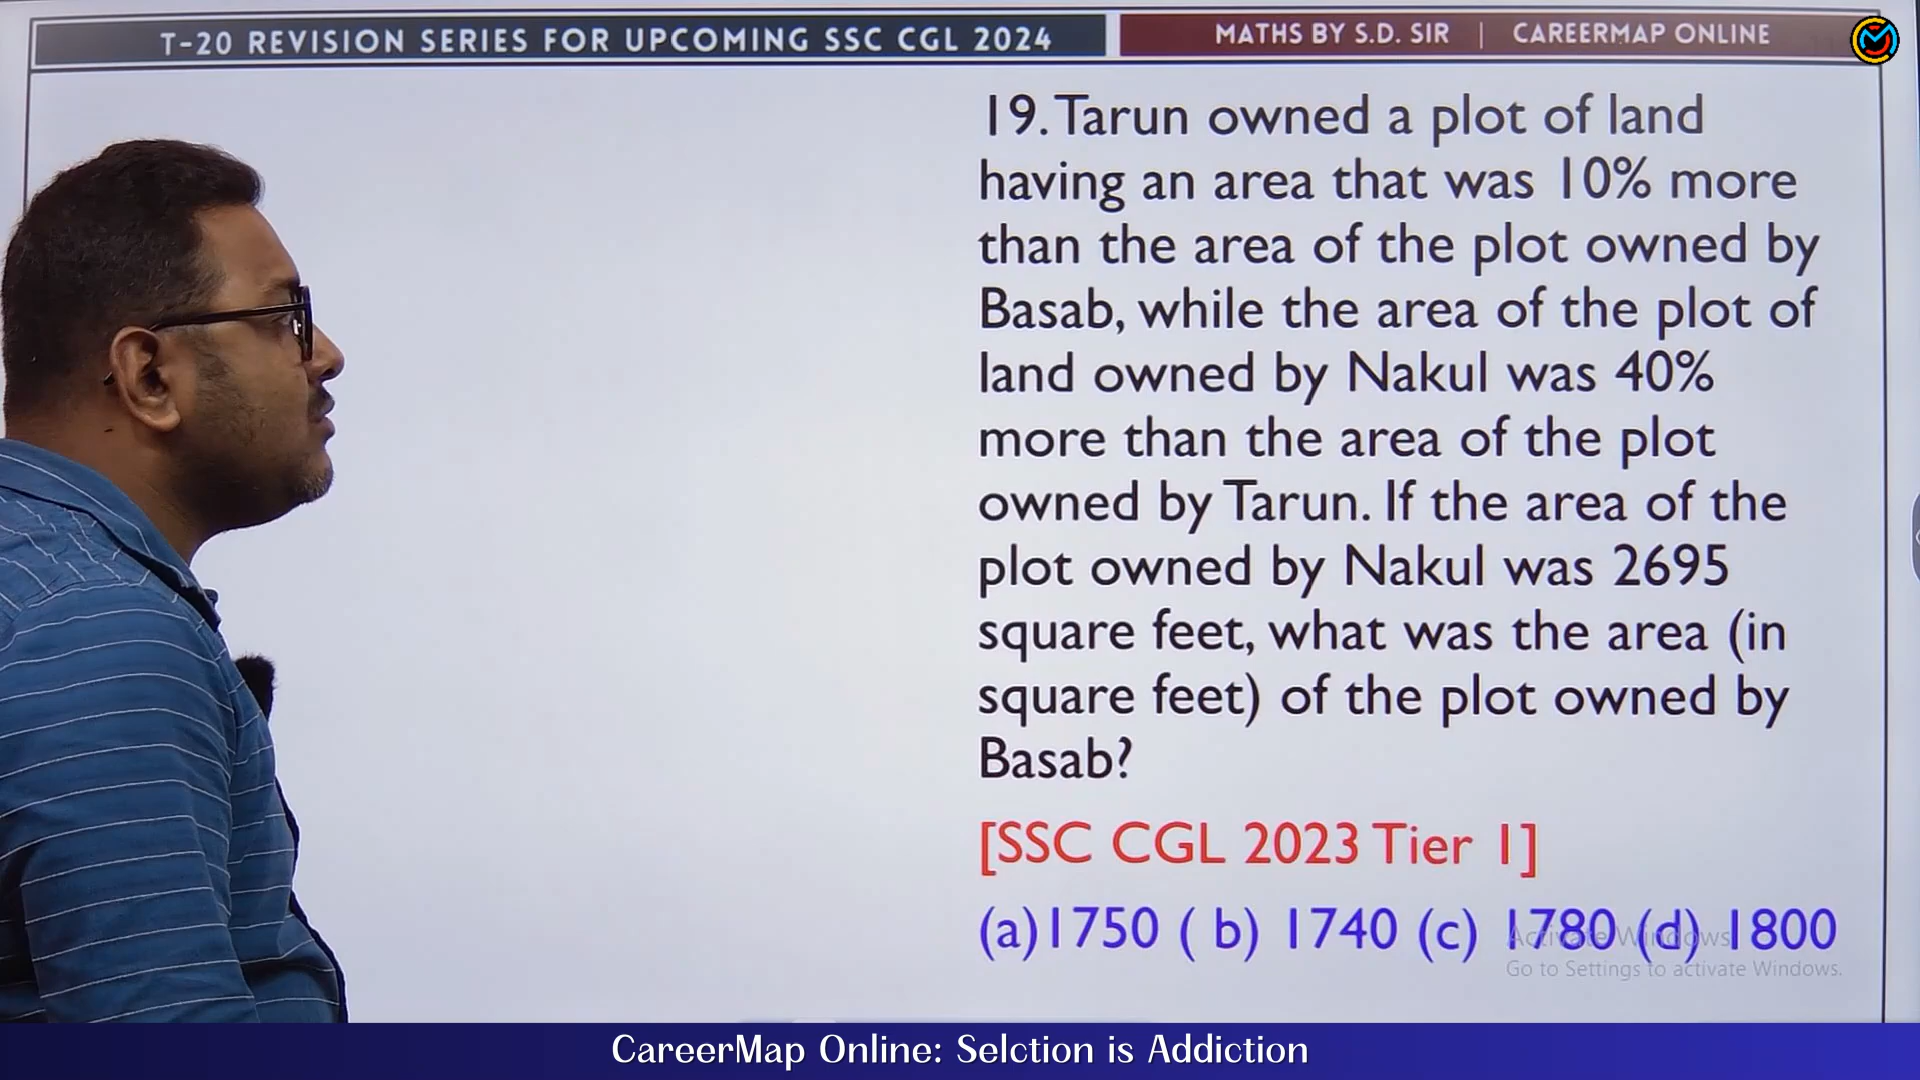 T-20 REVISION SERIES FOR UPCOMING SSC CGL 2024
MATHS BY S.D. SIR | CAREERMAP ONLINE
19. Tarun owned a plot of land
having an area that was 10% more
than the area of the plot owned by
Basab, while the area of the plot of
land owned by Nakul was 40%
more than the area of the plot
owned by Tarun. If the area of the
plot owned by Nakul was 2695
square feet, what was the area (in
square feet) of the plot owned by
Basab?
[SSC CGL 2023 Tier 1]
(a)1750 ( b) 1740 (c) 1780 (d) 1800
Activate Windows
Go to Settings to activate Windows.
CareerMap Online: Selction is Addiction